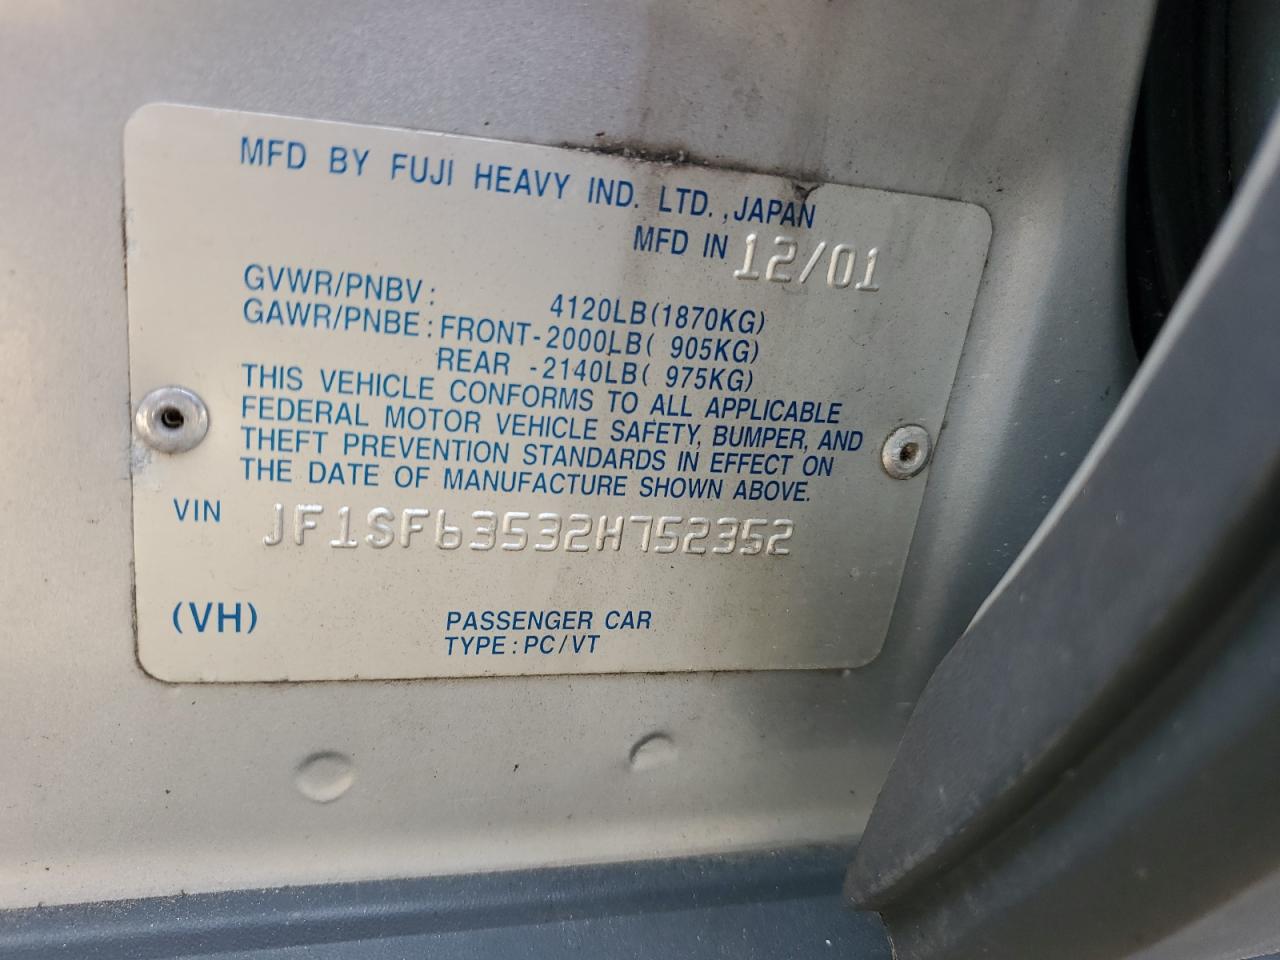 MFD BY FUJI HEAVY IND. LTD., JAPAN
MFD IN 12/01
GVWR/PNBV: 4120LB(1870KG)
GAWR/PNBE: FRONT-2000LB( 905KG)
REAR -2140LB( 975KG)
THIS VEHICLE CONFORMS TO ALL APPLICABLE
FEDERAL MOTOR VEHICLE SAFETY, BUMPER, AND
THEFT PREVENTION STANDARDS IN EFFECT ON
THE DATE OF MANUFACTURE SHOWN ABOVE.
VIN JF1SF63532H752352
(VH) PASSENGER CAR
TYPE: PC/VT